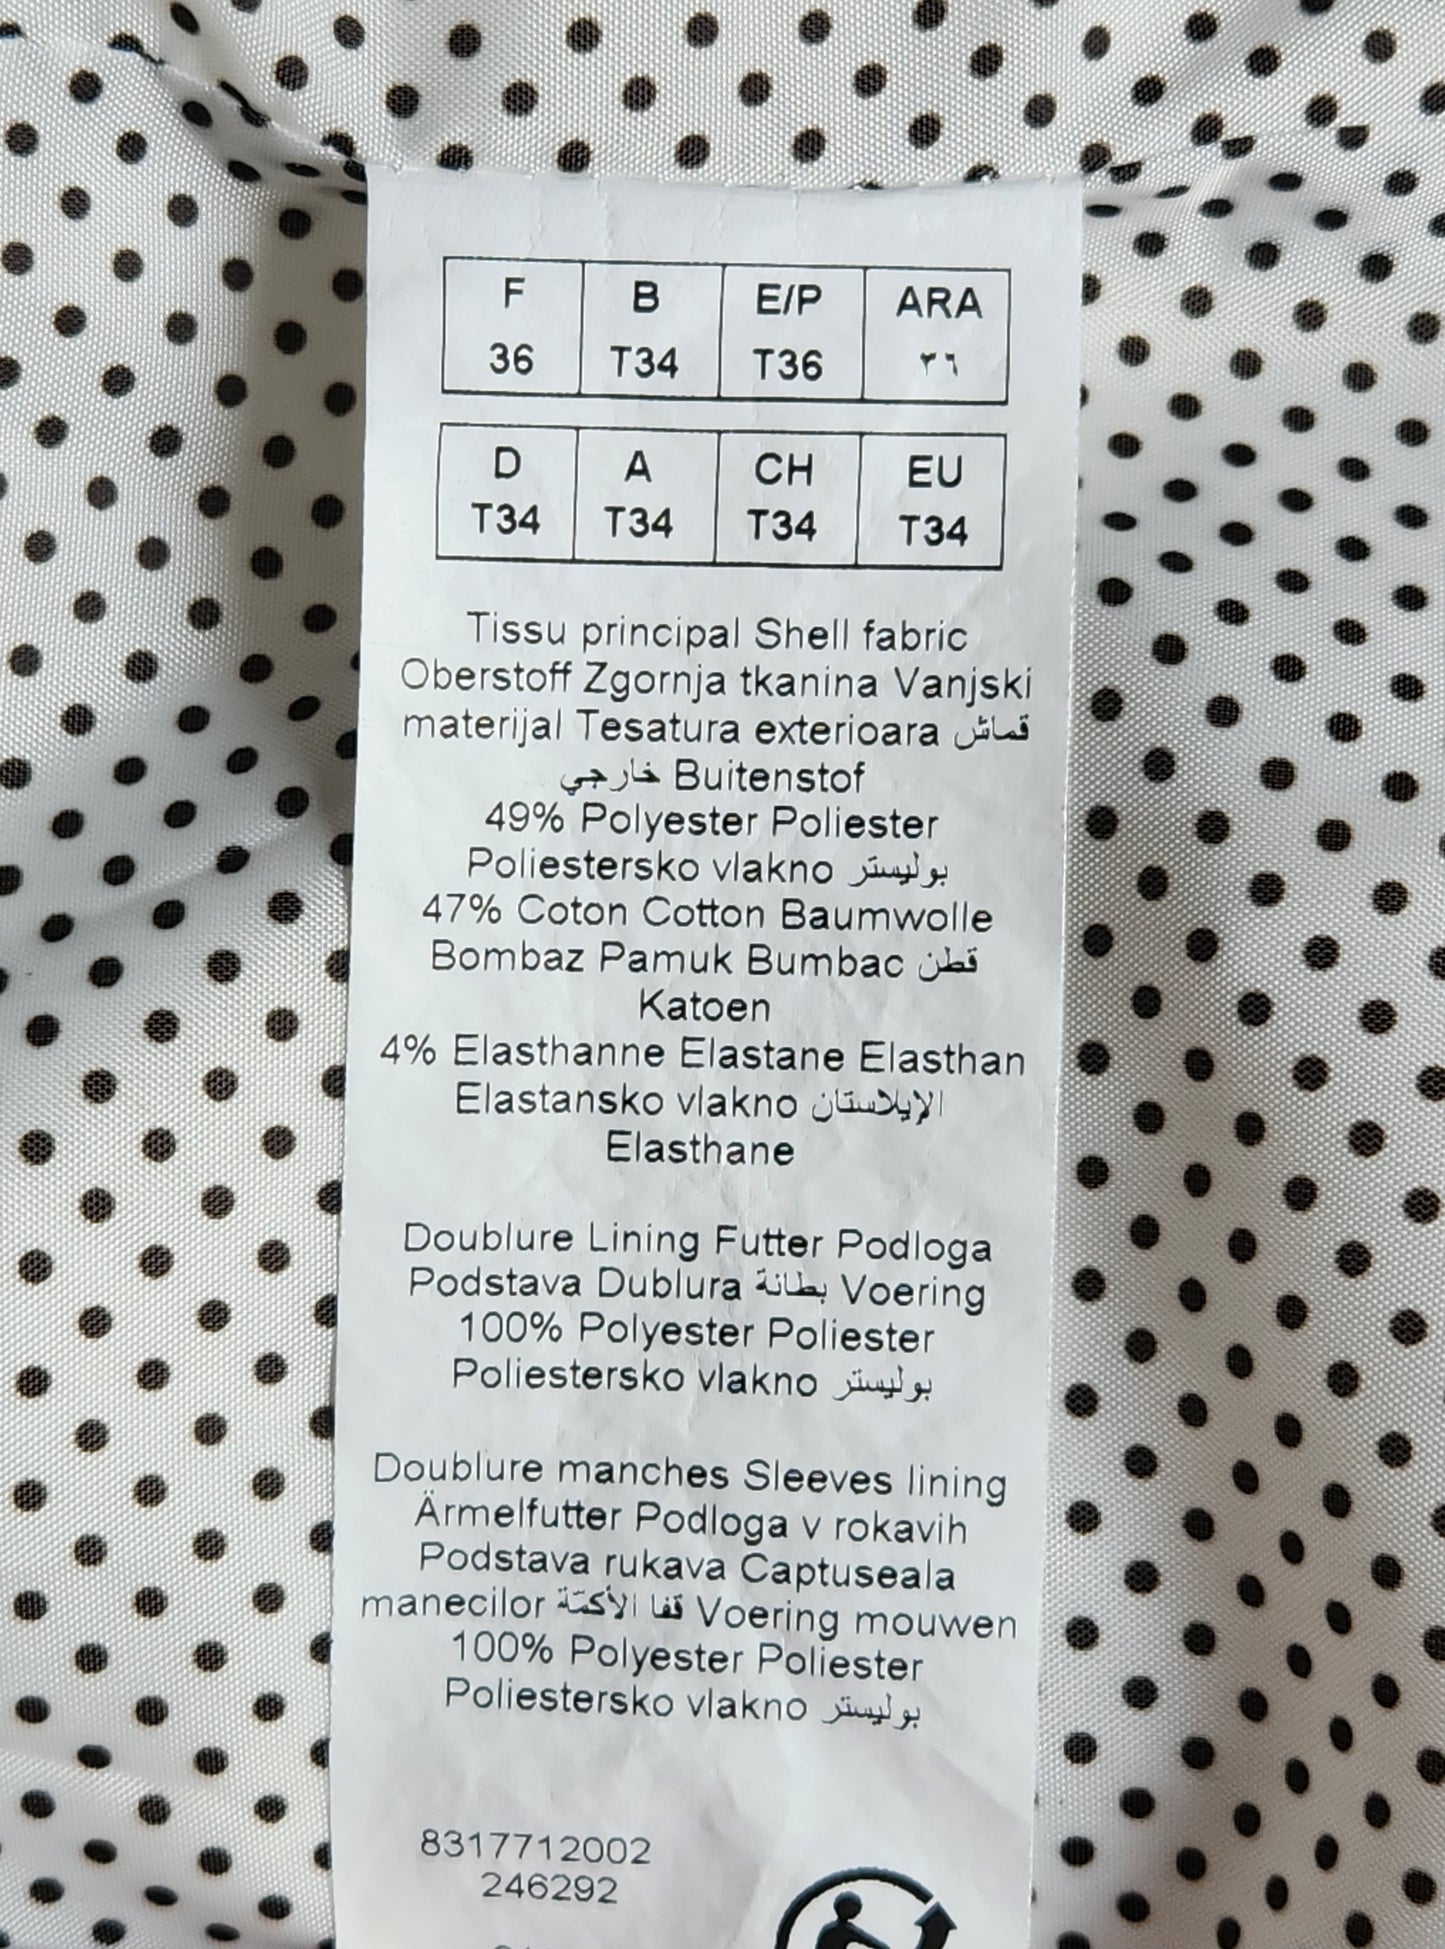 F B E/P ARA
36 T34 T36 ٣٦
D A CH EU
T34 T34 T34 T34
Tissu principal Shell fabric
Oberstoff Zgornja tkanina Vanjski
materijal Tesatura exterioara قماش
خارجي Buitenstof
49% Polyester Poliester
Poliestersko vlakno بوليستر
47% Coton Cotton Baumwolle
Bombaz Pamuk Bumbac قطن
Katoen
4% Elasthanne Elastane Elasthan
Elastansko vlakno الإيلاستان
Elasthane
Doublure Lining Futter Podloga
Podstava Dublura بطانة Voering
100% Polyester Poliester
Poliestersko vlakno بوليستر
Doublure manches Sleeves lining
Ärmelfutter Podloga v rokavih
Podstava rukava Captuseala
manecilor قفا الأكمّة Voering mouwen
100% Polyester Poliester
Poliestersko vlakno بوليستر
8317712002
246292